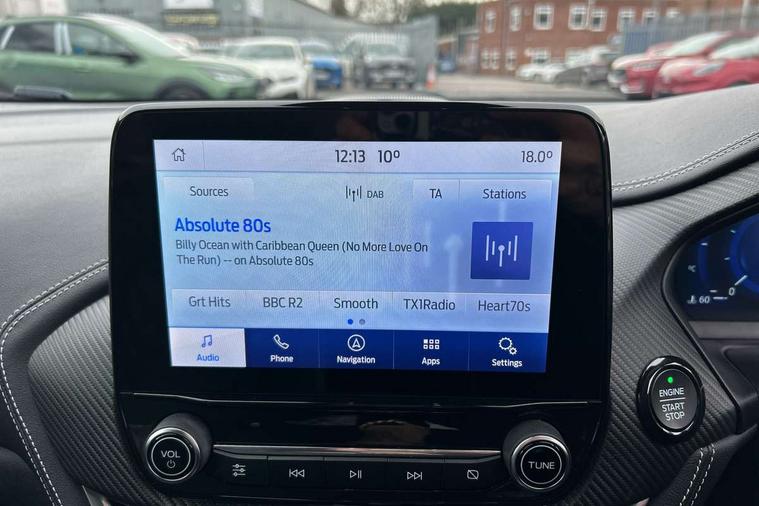 12:13 10° 18.0°
Sources DAB TA Stations
Absolute 80s
Billy Ocean with Caribbean Queen (No More Love On
The Run) -- on Absolute 80s
Grt Hits BBC R2 Smooth TX1Radio Heart70s
Audio Phone Navigation Apps Settings
°C
60 0
ENGINE
START
STOP
VOL TUNE